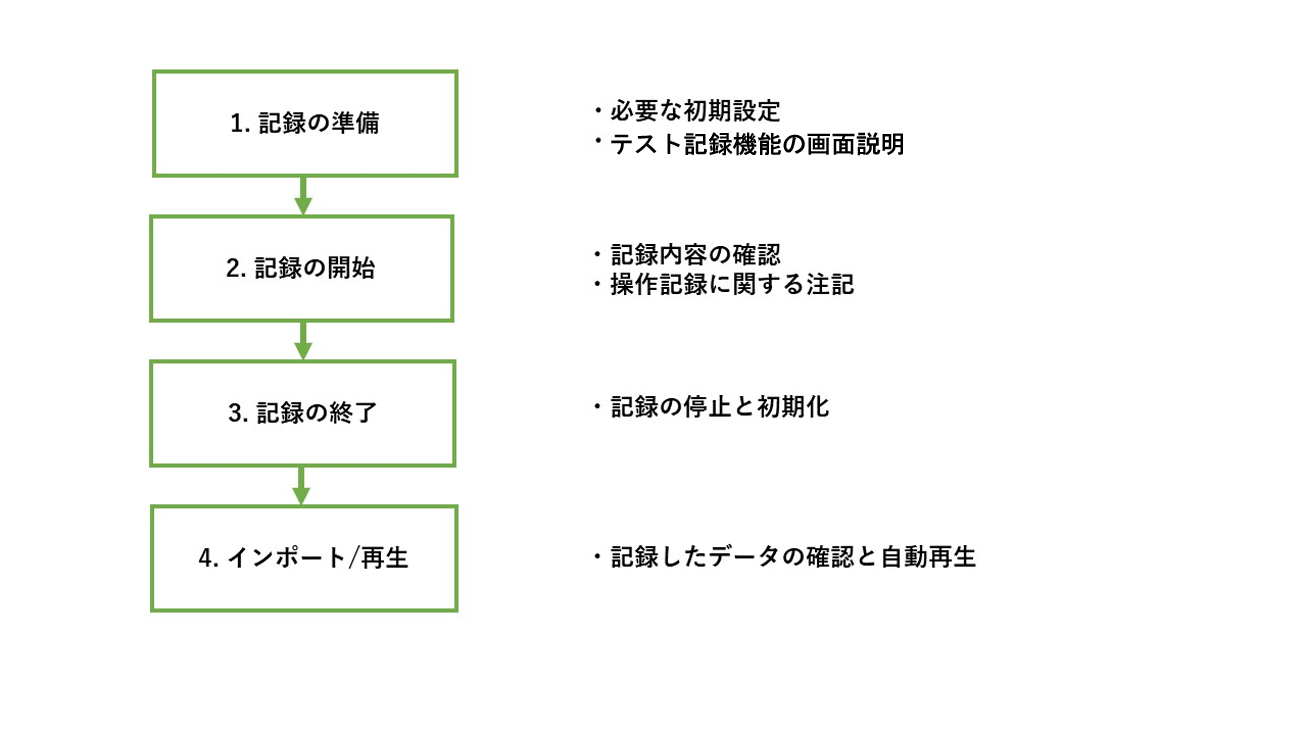 1. 記録の準備
・必要な初期設定
・テスト記録機能の画面説明
2. 記録の開始
・記録内容の確認
・操作記録に関する注記
3. 記録の終了
・記録の停止と初期化
4. インポート/再生
・記録したデータの確認と自動再生